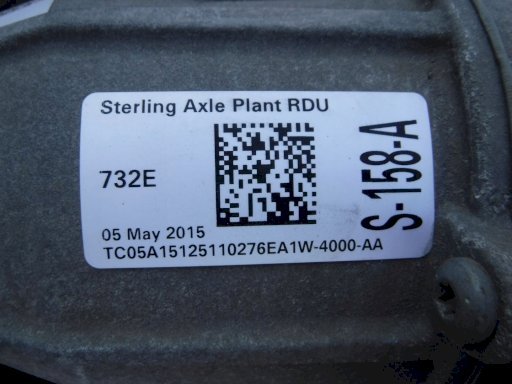 Sterling Axle Plant RDU
732E
S-158-A
05 May 2015
TC05A15125110276EA1W-4000-AA